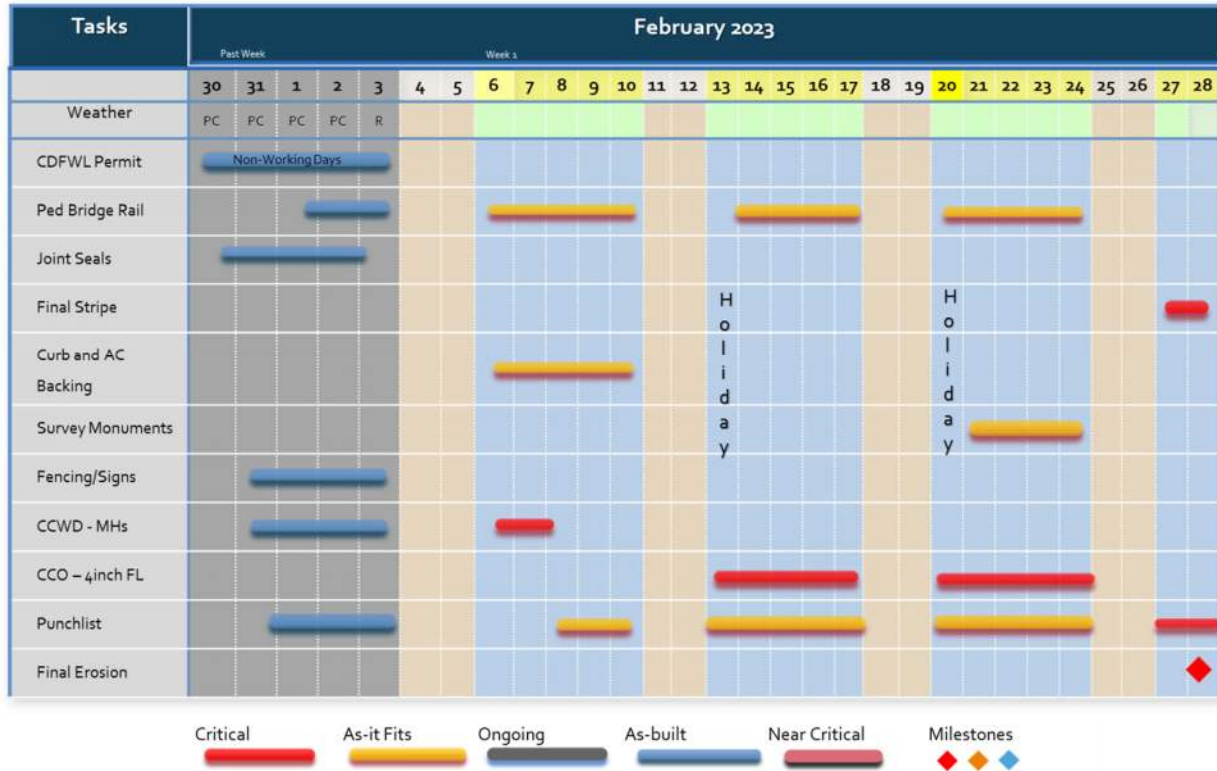 Tasks
February 2023
Past Week
Week 1
30 31 1 2 3 4 5 6 7 8 9 10 11 12 13 14 15 16 17 18 19 20 21 22 23 24 25 26 27 28
Weather
PC PC PC PC R
CDFWL Permit
Non-Working Days
Ped Bridge Rail
Joint Seals
Final Stripe
Holiday
Holiday
Curb and AC
Backing
Survey Monuments
Fencing/Signs
CCWD - MHs
CCO – 4inch FL
Punchlist
Final Erosion
Critical
As-it Fits
Ongoing
As-built
Near Critical
Milestones